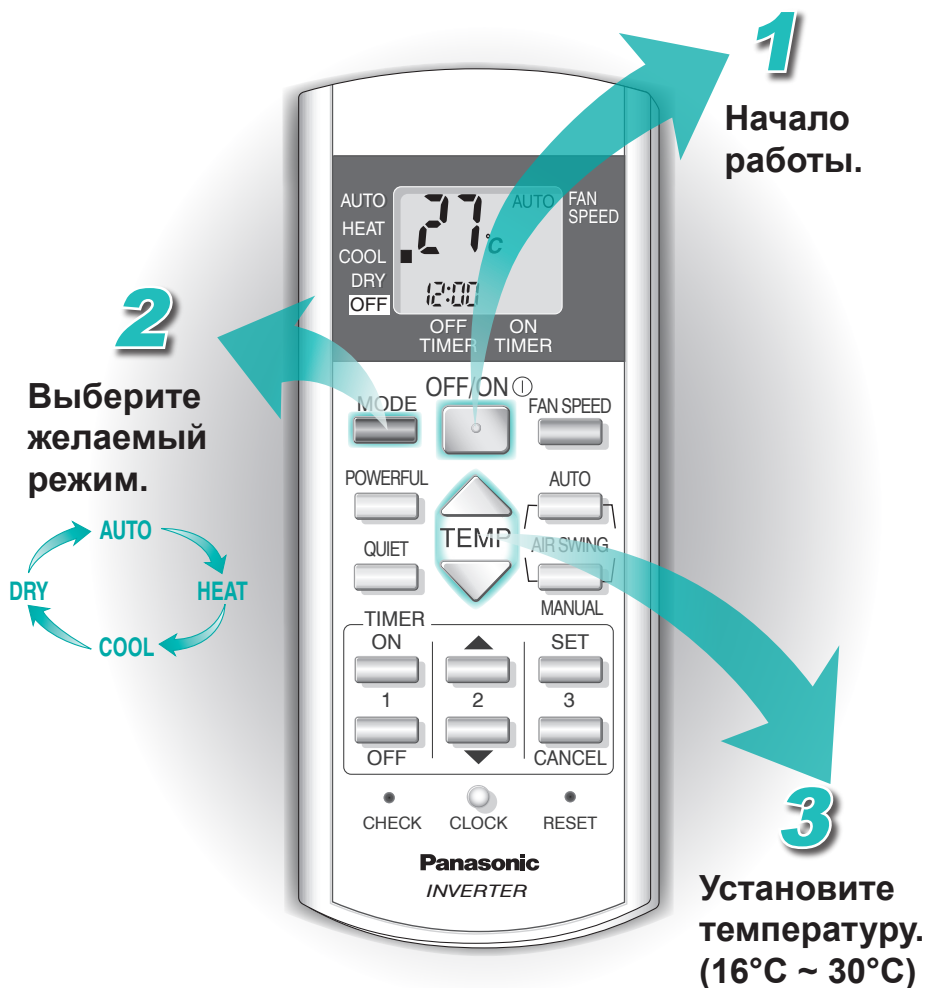 1
Начало
работы.
AUTO
HEAT
COOL
DRY
OFF
27°C
AUTO
FAN
SPEED
12:00
OFF
TIMER
ON
TIMER
2
Выберите
желаемый
режим.
AUTO
HEAT
COOL
DRY
OFF/ON
MODE
FAN SPEED
POWERFUL
AUTO
TEMP
QUIET
AIR SWING
MANUAL
TIMER
ON
SET
1
2
3
OFF
CANCEL
CHECK
CLOCK
RESET
Panasonic
INVERTER
3
Установите
температуру.
(16°C ~ 30°C)